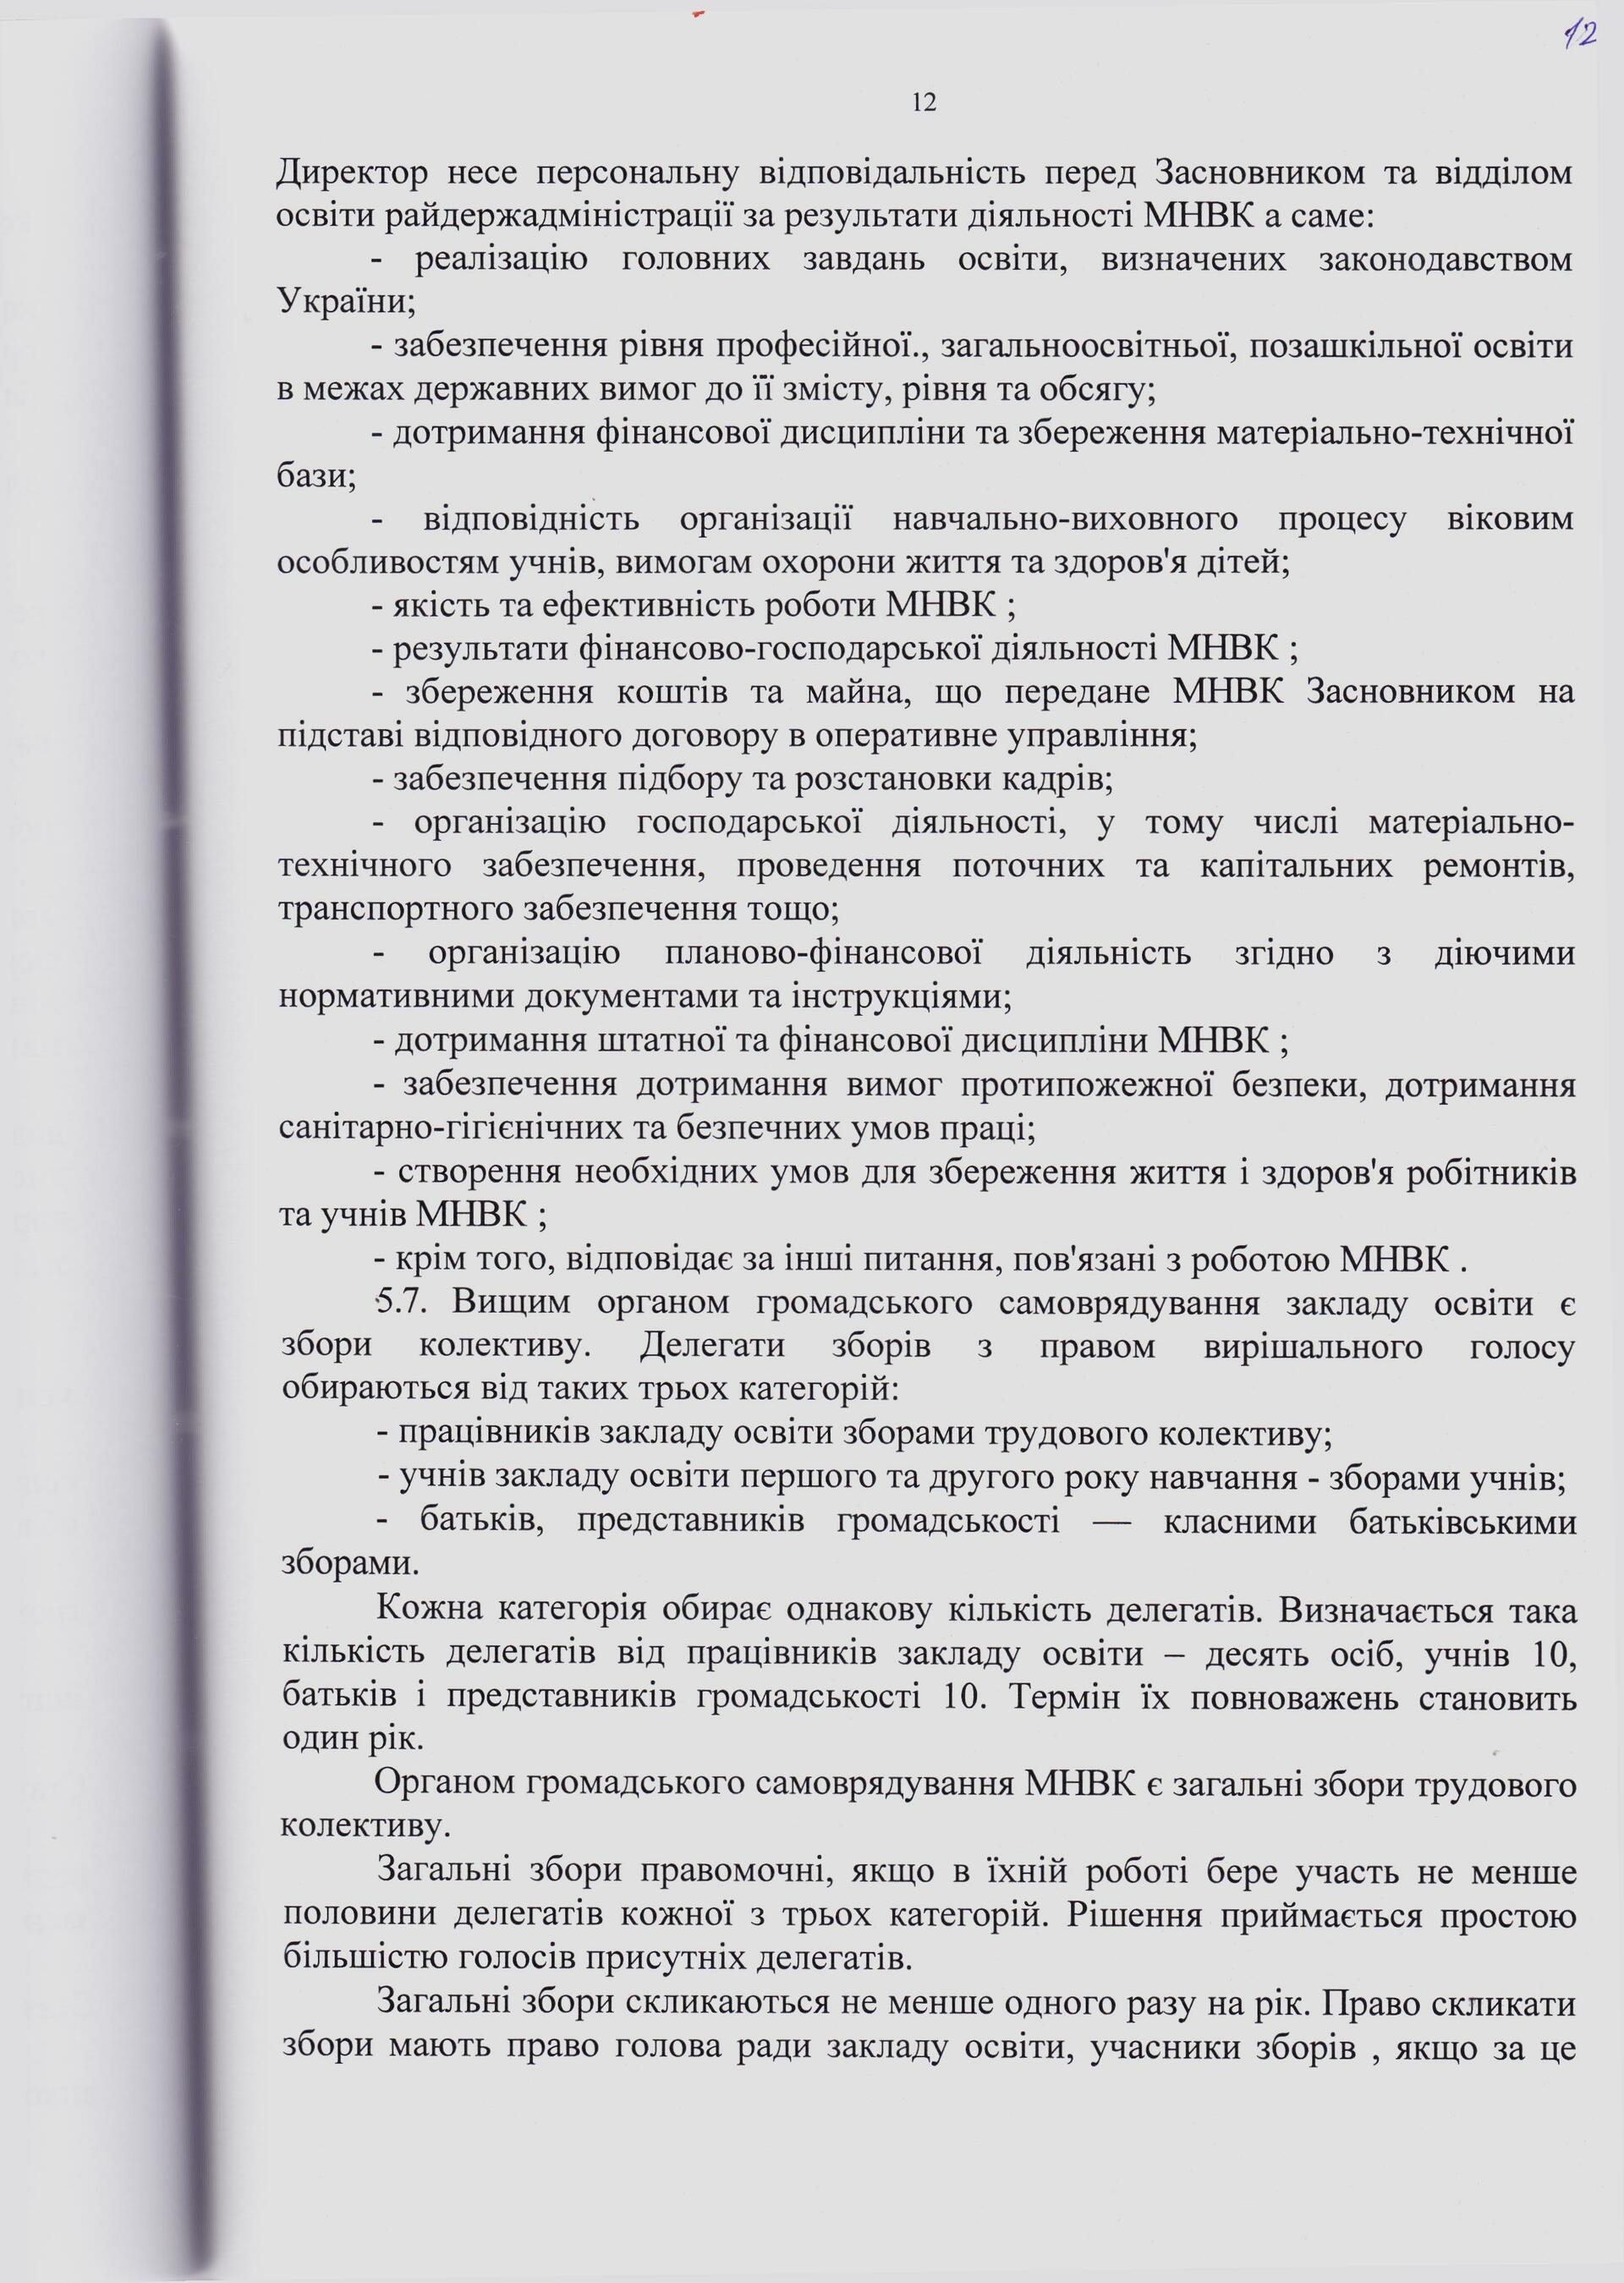 12
12
Директор несе персональну відповідальність перед Засновником та відділом
освіти райдержадміністрації за результати діяльності МНВК а саме:
- реалізацію головних завдань освіти, визначених законодавством
України;
- забезпечення рівня професійної., загальноосвітньої, позашкільної освіти
в межах державних вимог до її змісту, рівня та обсягу;
- дотримання фінансової дисципліни та збереження матеріально-технічної
бази;
- відповідність організації навчально-виховного процесу віковим
особливостям учнів, вимогам охорони життя та здоров'я дітей;
- якість та ефективність роботи МНВК ;
- результати фінансово-господарської діяльності МНВК ;
- збереження коштів та майна, що передане МНВК Засновником на
підставі відповідного договору в оперативне управління;
- забезпечення підбору та розстановки кадрів;
- організацію господарської діяльності, у тому числі матеріально-
технічного забезпечення, проведення поточних та капітальних ремонтів,
транспортного забезпечення тощо;
- організацію планово-фінансової діяльність згідно з діючими
нормативними документами та інструкціями;
- дотримання штатної та фінансової дисципліни МНВК ;
- забезпечення дотримання вимог протипожежної безпеки, дотримання
санітарно-гігієнічних та безпечних умов праці;
- створення необхідних умов для збереження життя і здоров'я робітників
та учнів МНВК ;
- крім того, відповідає за інші питання, пов'язані з роботою МНВК .
5.7. Вищим органом громадського самоврядування закладу освіти є
збори колективу. Делегати зборів з правом вирішального голосу
обираються від таких трьох категорій:
- працівників закладу освіти зборами трудового колективу;
- учнів закладу освіти першого та другого року навчання - зборами учнів;
- батьків, представників громадськості — класними батьківськими
зборами.
Кожна категорія обирає однакову кількість делегатів. Визначається така
кількість делегатів від працівників закладу освіти – десять осіб, учнів 10,
батьків і представників громадськості 10. Термін їх повноважень становить
один рік.
Органом громадського самоврядування МНВК є загальні збори трудового
колективу.
Загальні збори правомочні, якщо в їхній роботі бере участь не менше
половини делегатів кожної з трьох категорій. Рішення приймається простою
більшістю голосів присутніх делегатів.
Загальні збори скликаються не менше одного разу на рік. Право скликати
збори мають право голова ради закладу освіти, учасники зборів , якщо за це